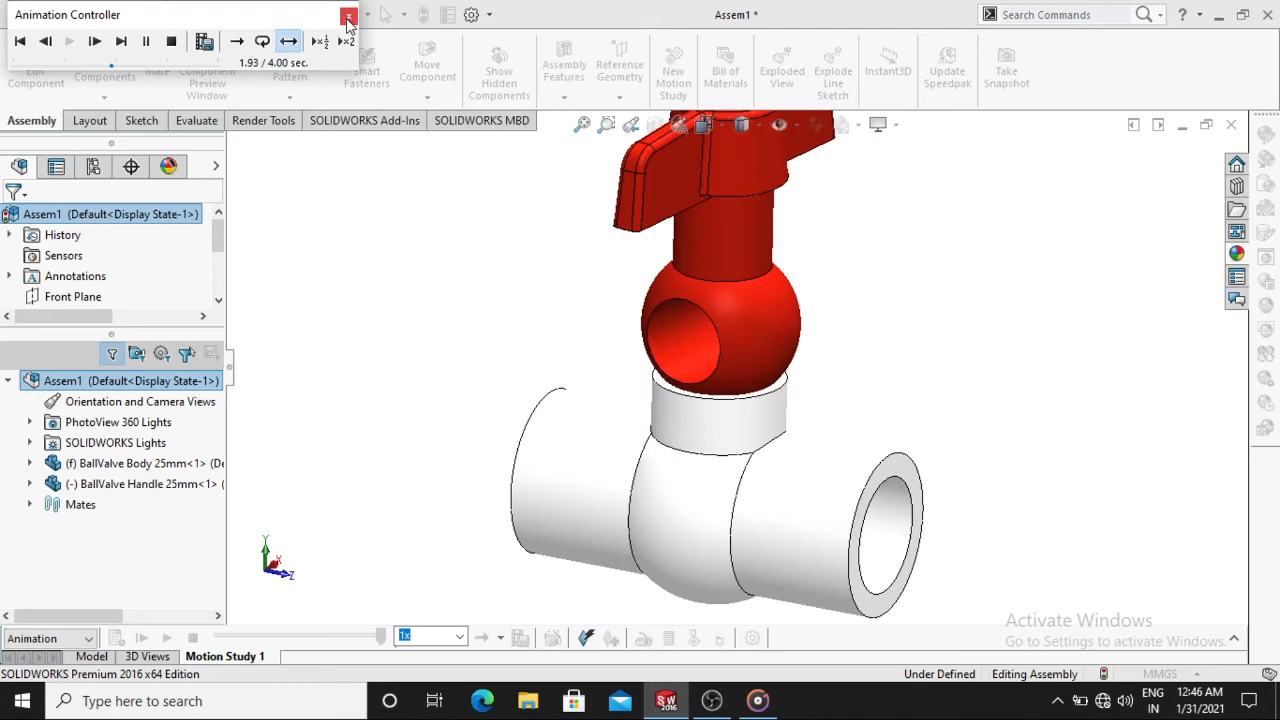 Animation Controller
Assem1 *
Search Commands
1.93 / 4.00 sec.
Edit Component
Components
Mate
Component Preview Window
Pattern
Smart Fasteners
Move Component
Show Hidden Components
Assembly Features
Reference Geometry
New Motion Study
Bill of Materials
Exploded View
Explode Line Sketch
Instant3D
Update Speedpak
Take Snapshot
Assembly
Layout
Sketch
Evaluate
Render Tools
SOLIDWORKS Add-Ins
SOLIDWORKS MBD
Assem1 (Default<Display State-1>)
History
Sensors
Annotations
Front Plane
Assem1 (Default<Display State-1>)
Orientation and Camera Views
PhotoView 360 Lights
SOLIDWORKS Lights
(f) BallValve Body 25mm<1> (De
(-) BallValve Handle 25mm<1> (
Mates
Y
X
Z
Activate Windows
Go to Settings to activate Windows.
Animation
1x
Model
3D Views
Motion Study 1
SOLIDWORKS Premium 2016 x64 Edition
Under Defined
Editing Assembly
MMGS
Type here to search
SW
2016
ENG
IN
12:46 AM
1/31/2021